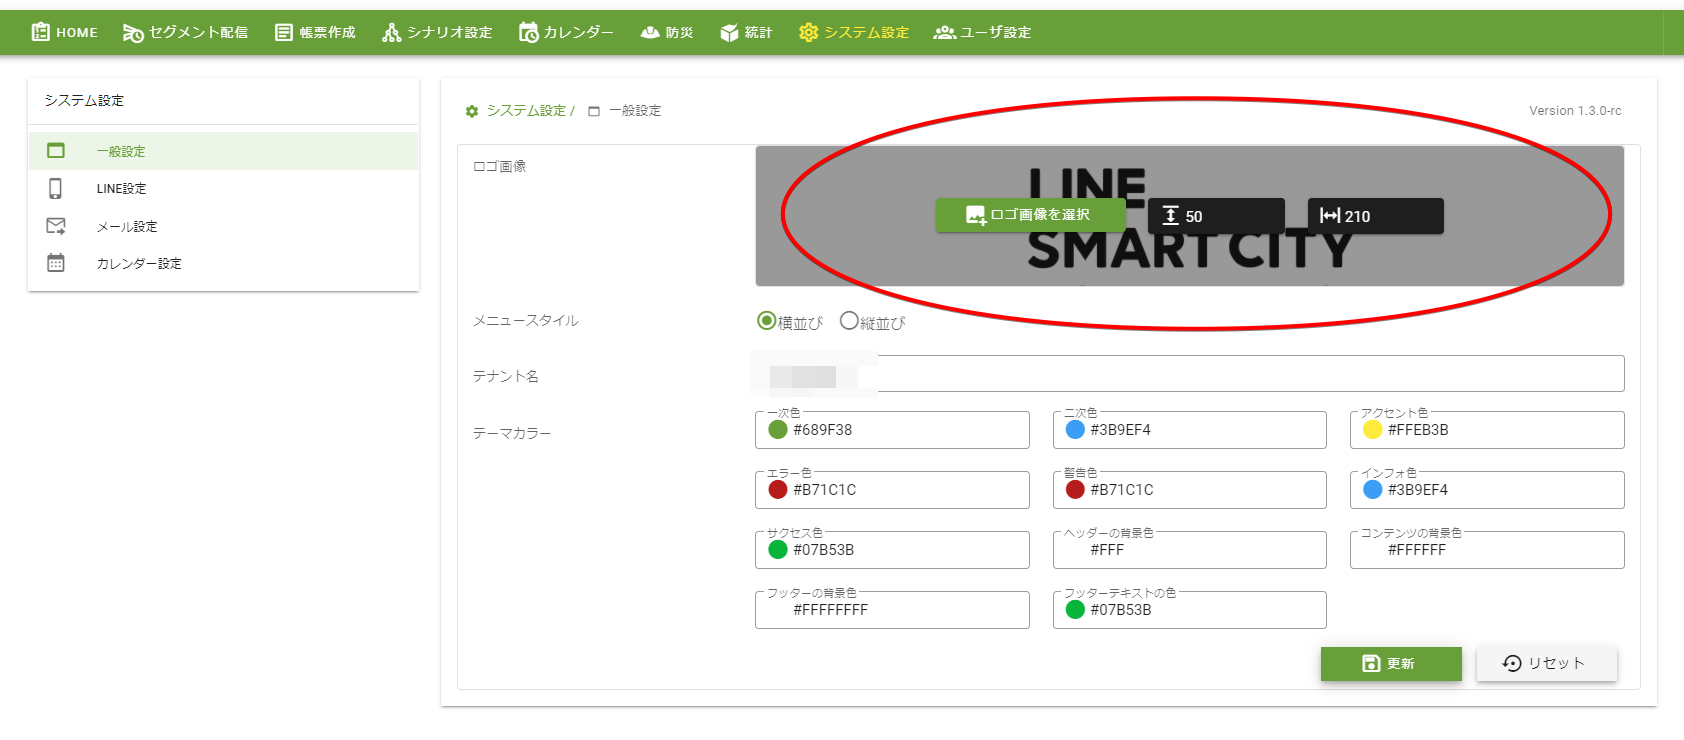 HOME セグメント配信 帳票作成 シナリオ設定 カレンダー 防災 統計 システム設定 ユーザ設定
システム設定
一般設定
LINE設定
メール設定
カレンダー設定
システム設定 / 一般設定
Version 1.3.0-rc
ロゴ画像
LINE
SMART CITY
ロゴ画像を選択 50 210
メニュースタイル 横並び 縦並び
テナント名
テーマカラー
一次色 二次色 アクセント色
#689F38 #3B9EF4 #FFEB3B
エラー色 警告色 インフォ色
#B71C1C #B71C1C #3B9EF4
サクセス色 ヘッダーの背景色 コンテンツの背景色
#07B53B #FFF #FFFFFF
フッターの背景色 フッターテキストの色
#FFFFFFFF #07B53B
更新 リセット